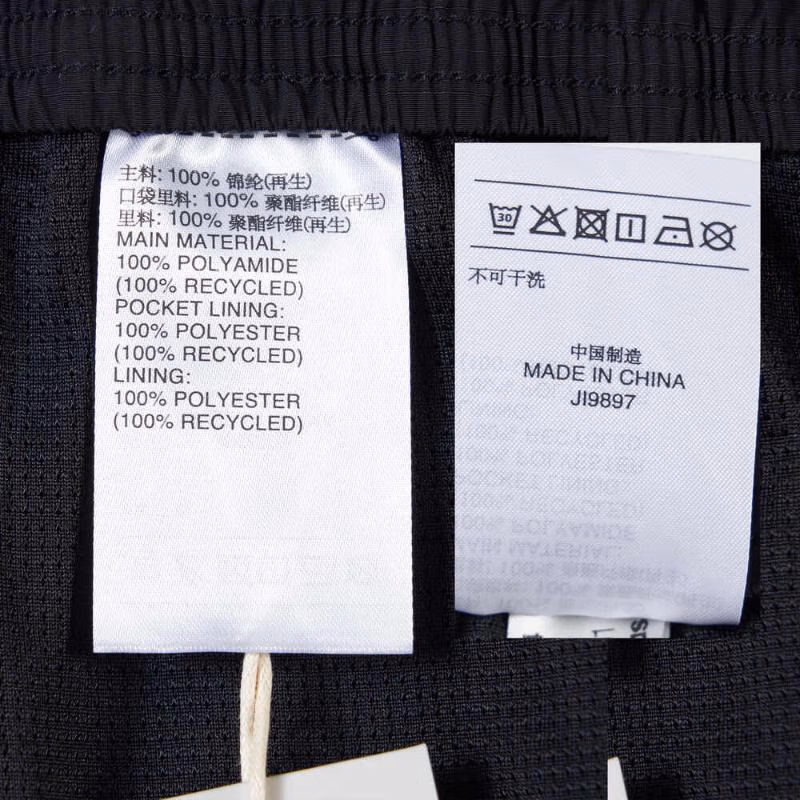 主料: 100% 锦纶(再生)
口袋里料: 100% 聚酯纤维(再生)
里料: 100% 聚酯纤维(再生)
MAIN MATERIAL:
100% POLYAMIDE
(100% RECYCLED)
POCKET LINING:
100% POLYESTER
(100% RECYCLED)
LINING:
100% POLYESTER
(100% RECYCLED)
30
不可干洗
中国制造
MADE IN CHINA
JI9897